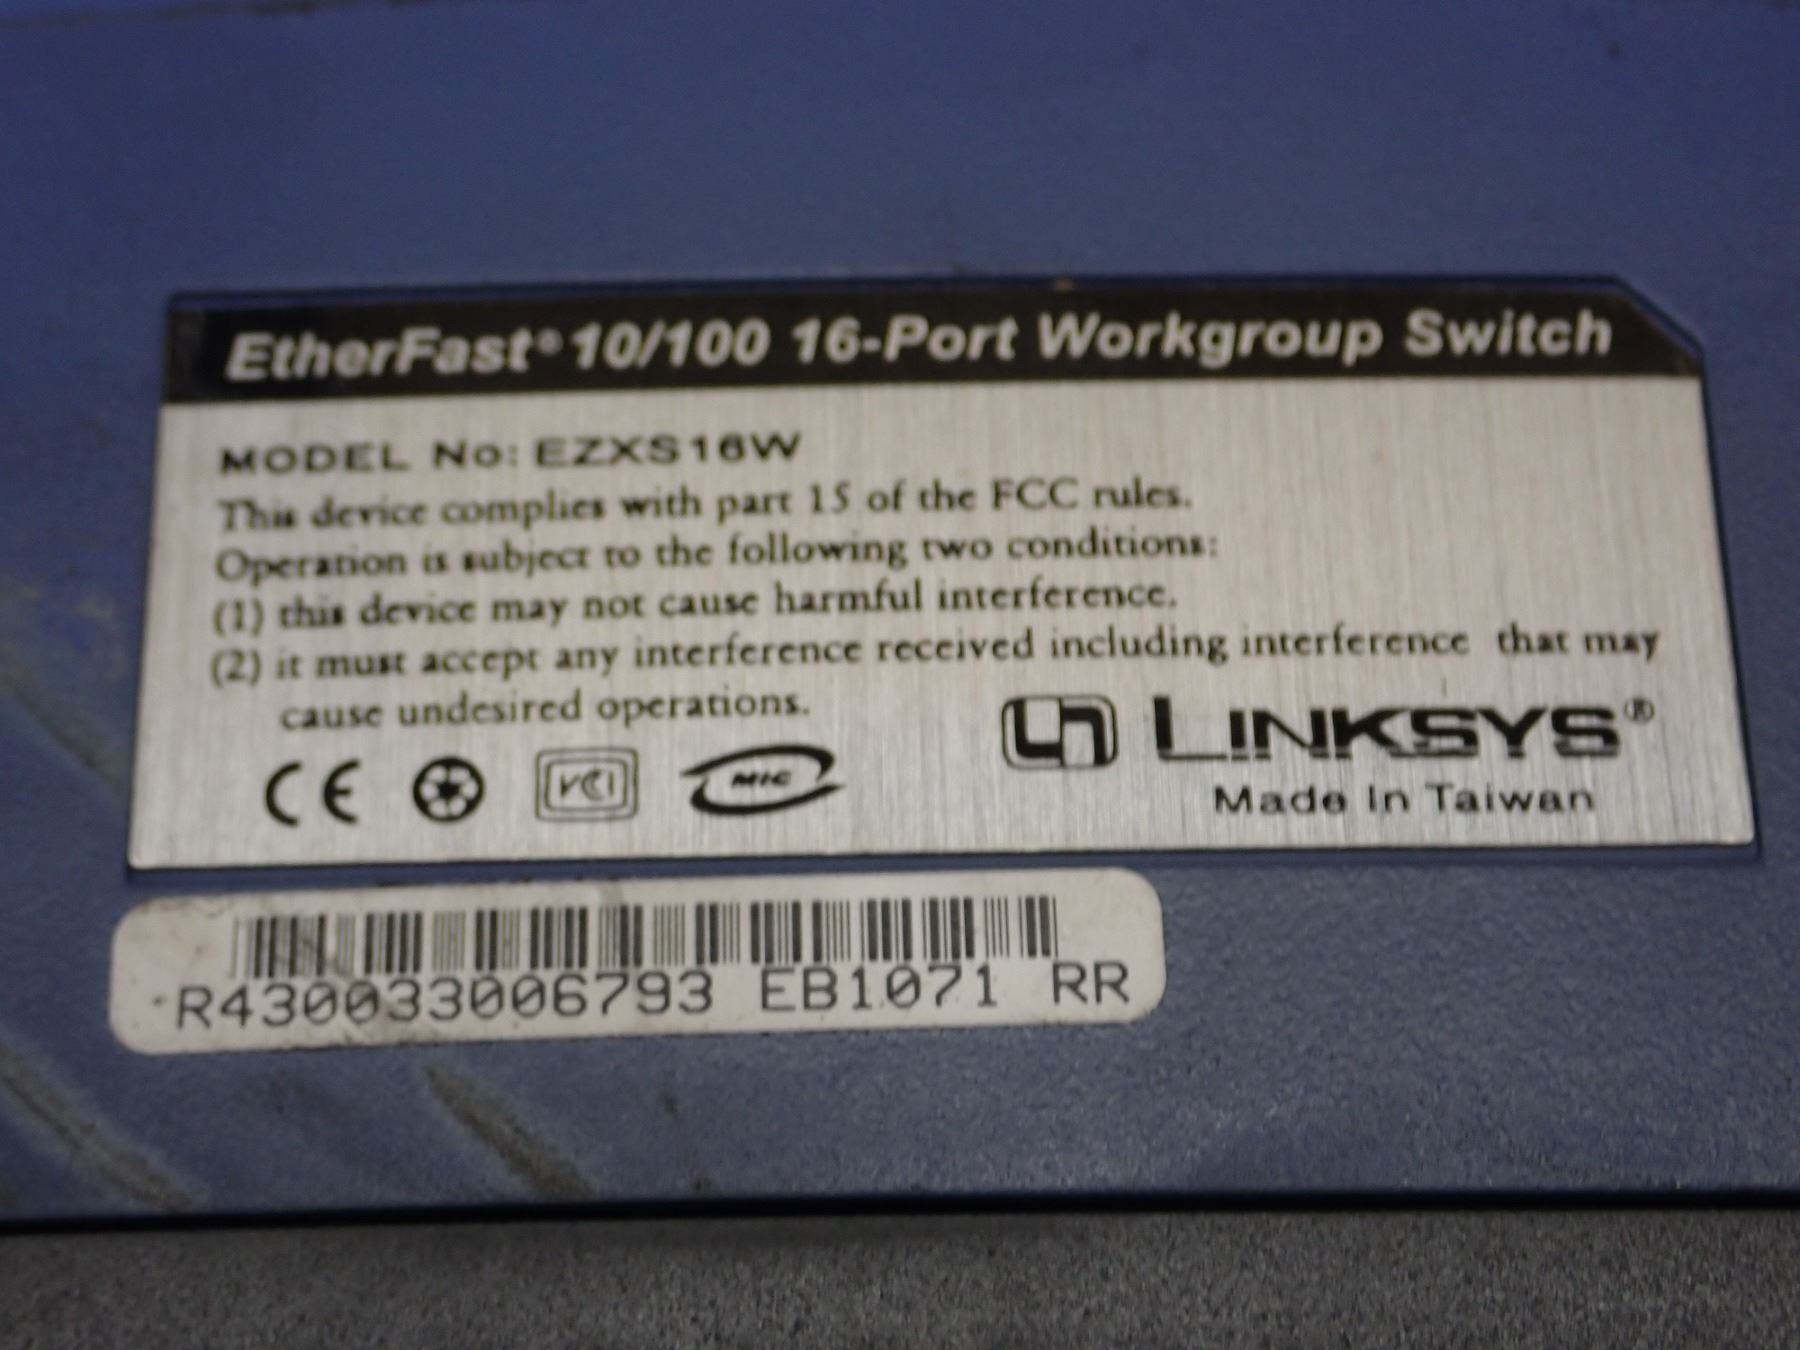 EtherFast® 10/100 16-Port Workgroup Switch
MODEL No: EZXS16W
This device complies with part 15 of the FCC rules.
Operation is subject to the following two conditions:
(1) this device may not cause harmful interference.
(2) it must accept any interference received including interference that may
cause undesired operations.
LINKSYS®
CE VCI MIC
Made In Taiwan
R430033006793 EB1071 RR